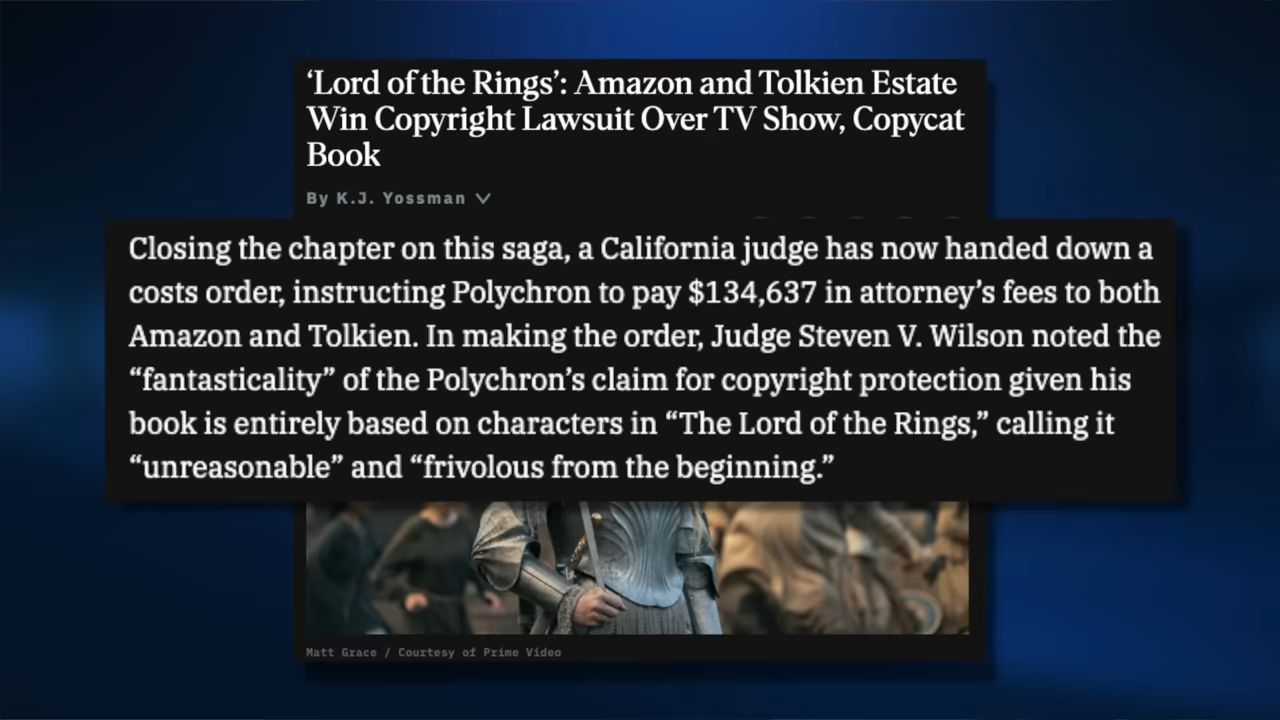 ‘Lord of the Rings’: Amazon and Tolkien Estate
Win Copyright Lawsuit Over TV Show, Copycat
Book
By K.J. Yossman
Closing the chapter on this saga, a California judge has now handed down a
costs order, instructing Polychron to pay $134,637 in attorney’s fees to both
Amazon and Tolkien. In making the order, Judge Steven V. Wilson noted the
“fantasticality” of the Polychron’s claim for copyright protection given his
book is entirely based on characters in “The Lord of the Rings,” calling it
“unreasonable” and “frivolous from the beginning.”
Matt Grace / Courtesy of Prime Video